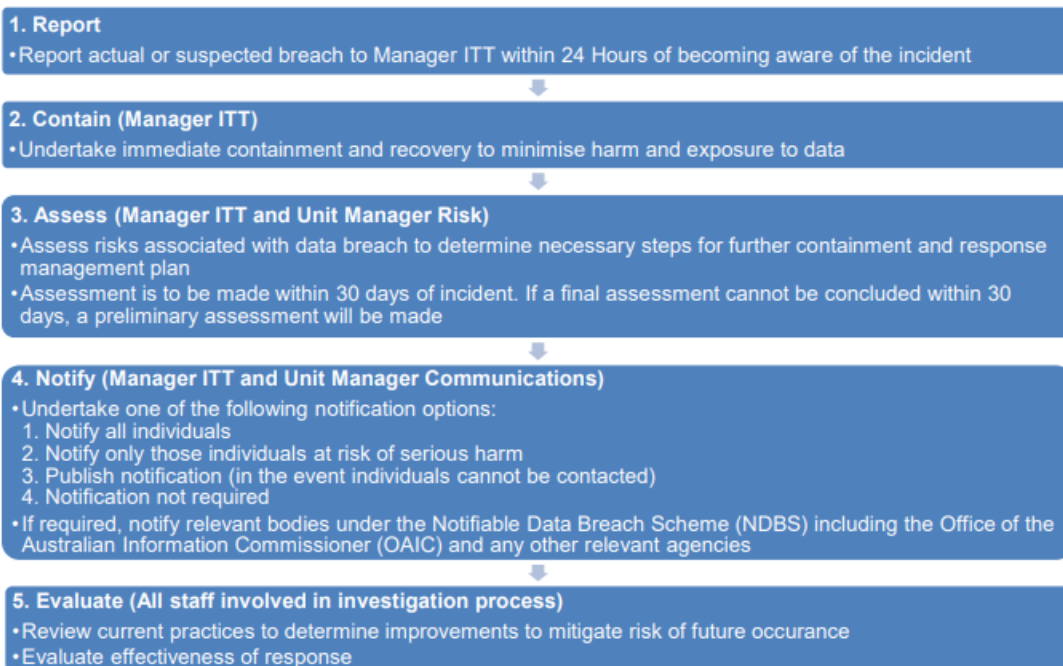 1. Report
•Report actual or suspected breach to Manager ITT within 24 Hours of becoming aware of the incident
2. Contain (Manager ITT)
•Undertake immediate containment and recovery to minimise harm and exposure to data
3. Assess (Manager ITT and Unit Manager Risk)
•Assess risks associated with data breach to determine necessary steps for further containment and response
management plan
•Assessment is to be made within 30 days of incident. If a final assessment cannot be concluded within 30
days, a preliminary assessment will be made
4. Notify (Manager ITT and Unit Manager Communications)
•Undertake one of the following notification options:
1. Notify all individuals
2. Notify only those individuals at risk of serious harm
3. Publish notification (in the event individuals cannot be contacted)
4. Notification not required
•If required, notify relevant bodies under the Notifiable Data Breach Scheme (NDBS) including the Office of the
Australian Information Commissioner (OAIC) and any other relevant agencies
5. Evaluate (All staff involved in investigation process)
•Review current practices to determine improvements to mitigate risk of future occurance
•Evaluate effectiveness of response